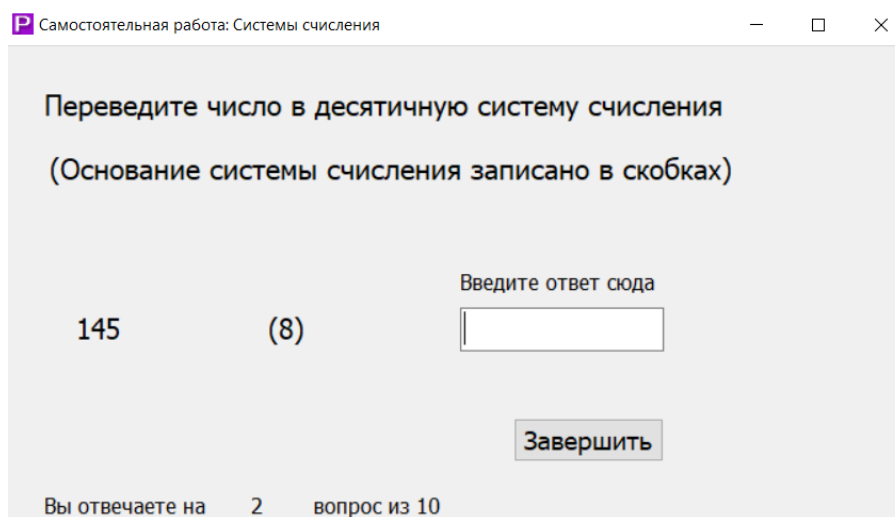 P Самостоятельная работа: Системы счисления
Переведите число в десятичную систему счисления
(Основание системы счисления записано в скобках)
Введите ответ сюда
145 (8)
Завершить
Вы отвечаете на 2 вопрос из 10